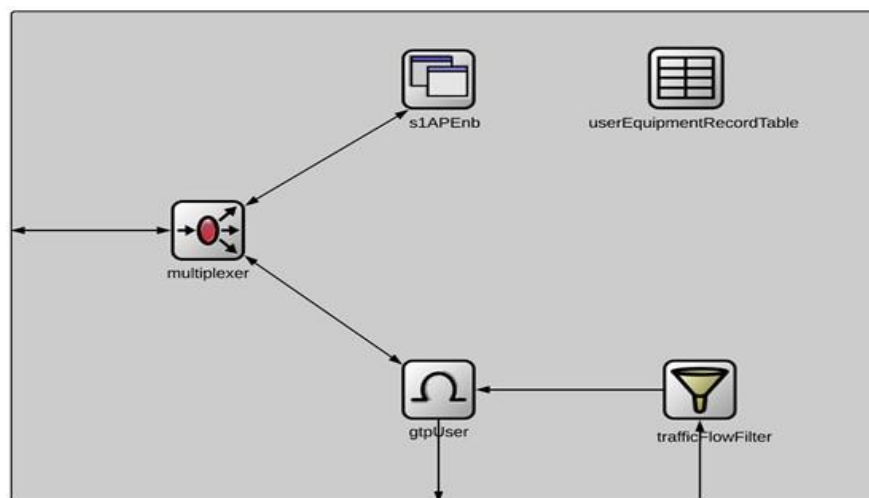 s1APEnb
userEquipmentRecordTable
multiplexer
gtpUser
trafficFlowFilter